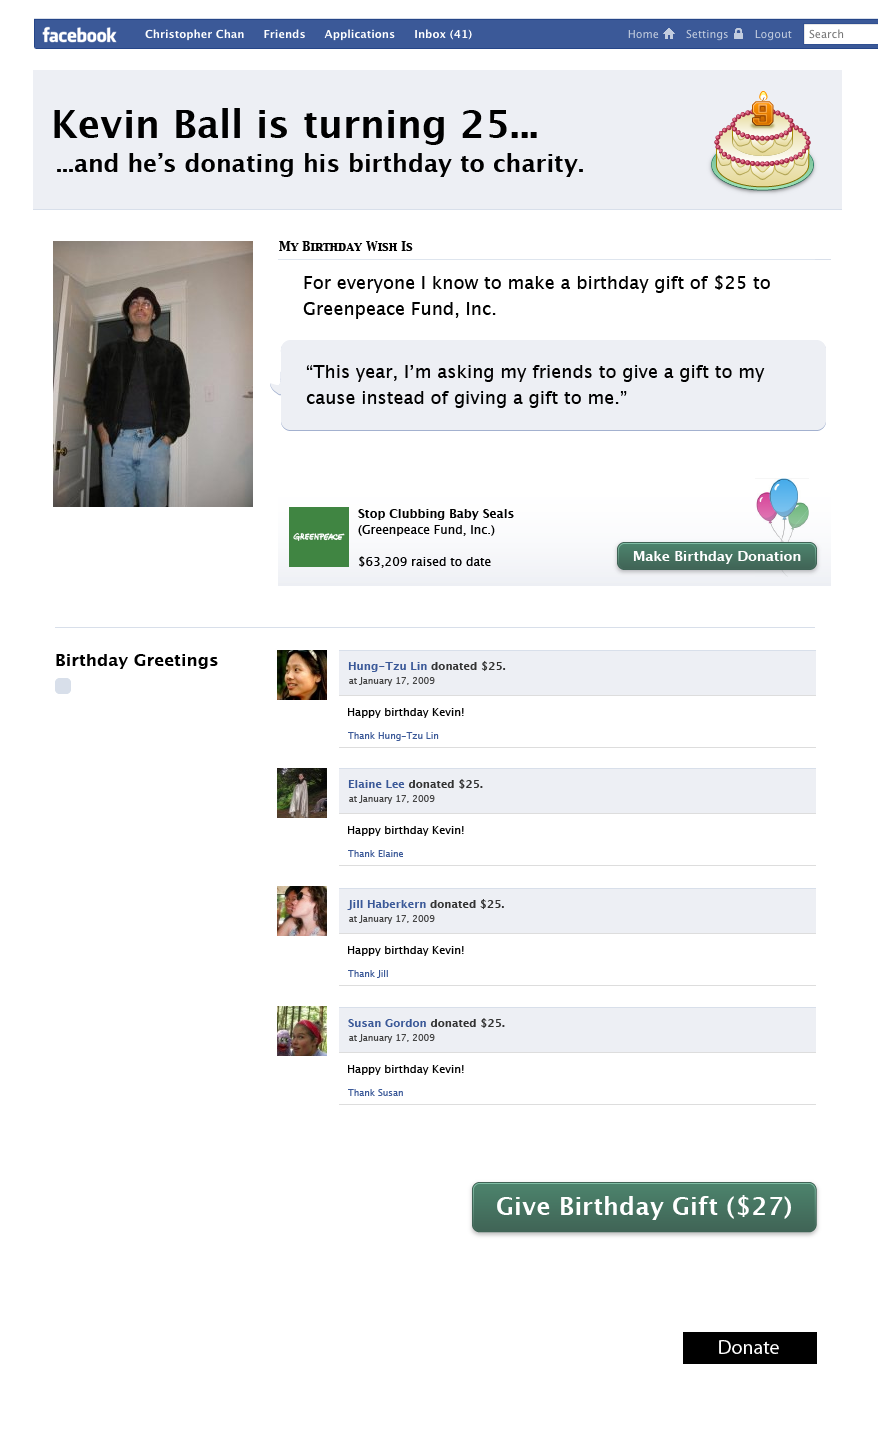 facebook Christopher Chan Friends Applications Inbox (41) Home Settings Logout Search
Kevin Ball is turning 25...
...and he's donating his birthday to charity.
9
My Birthday Wish Is
For everyone I know to make a birthday gift of $25 to
Greenpeace Fund, Inc.
“This year, I'm asking my friends to give a gift to my
cause instead of giving a gift to me.”
GREENPEACE
Stop Clubbing Baby Seals
(Greenpeace Fund, Inc.)
$63,209 raised to date
Make Birthday Donation
Birthday Greetings
Hung-Tzu Lin donated $25.
at January 17, 2009
Happy birthday Kevin!
Thank Hung-Tzu Lin
Elaine Lee donated $25.
at January 17, 2009
Happy birthday Kevin!
Thank Elaine
Jill Haberkern donated $25.
at January 17, 2009
Happy birthday Kevin!
Thank Jill
Susan Gordon donated $25.
at January 17, 2009
Happy birthday Kevin!
Thank Susan
Give Birthday Gift ($27)
Donate